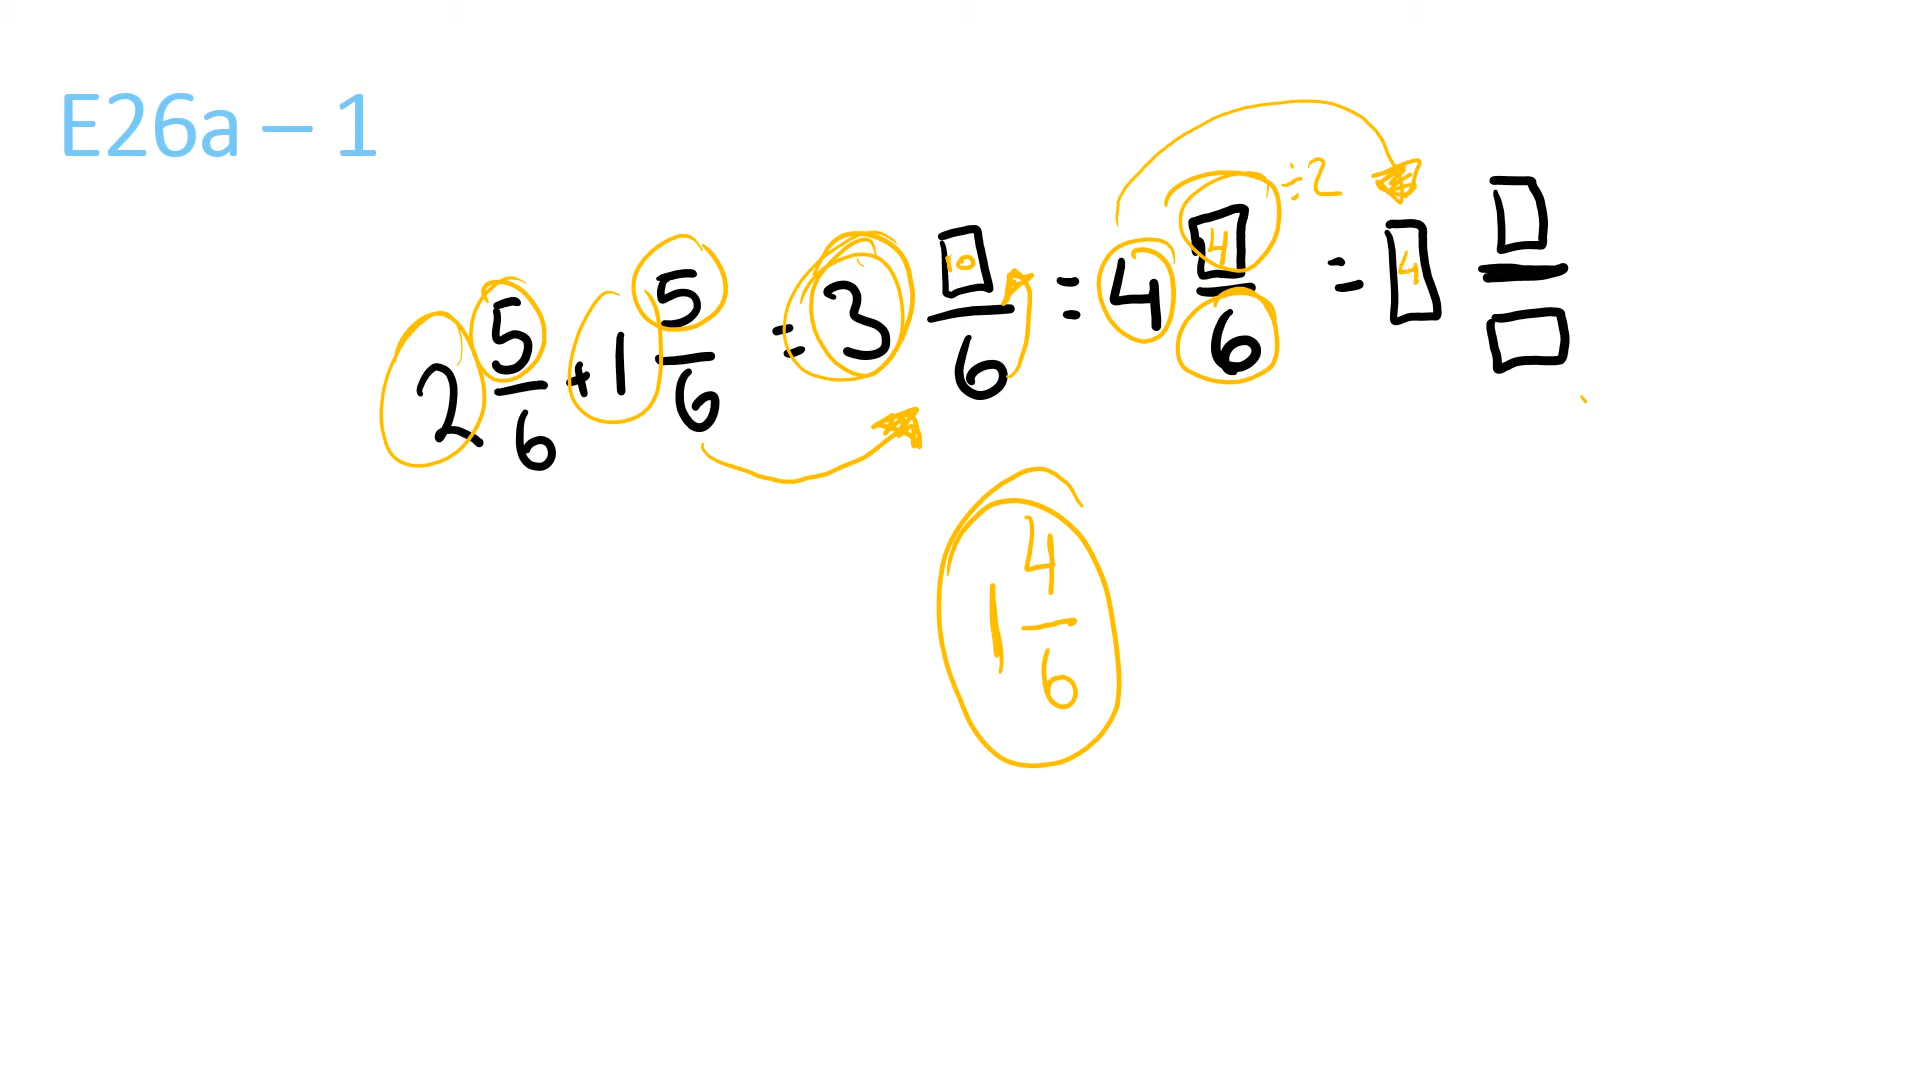 E26a – 1
2 5/6 + 1 5/6 = 3 10/6 = 4 4/6 ÷2 = 4 □/□
1 4/6